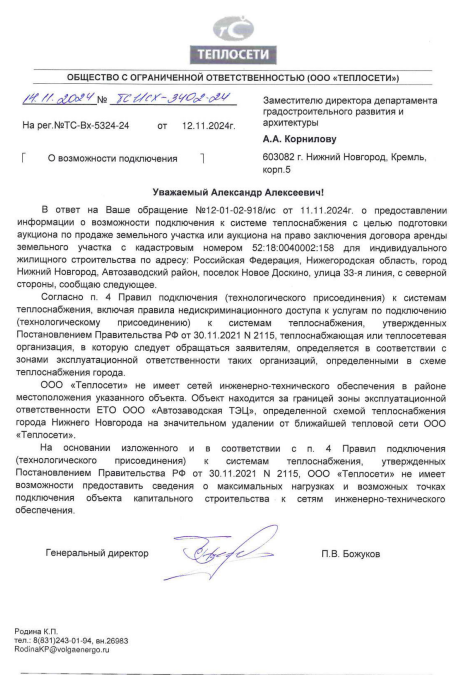 ТС
ТЕПЛОСЕТИ
ОБЩЕСТВО С ОГРАНИЧЕННОЙ ОТВЕТСТВЕННОСТЬЮ (ООО «ТЕПЛОСЕТИ»)
14.11.2024 № ТС Исх-3402-24
На рег.№ТС-Вх-5324-24 от 12.11.2024г.
О возможности подключения
Заместителю директора департамента
градостроительного развития и
архитектуры
А.А. Корнилову
603082 г. Нижний Новгород, Кремль,
корп.5
Уважаемый Александр Алексеевич!
В ответ на Ваше обращение №12-01-02-918/ис от 11.11.2024г. о предоставлении
информации о возможности подключения к системе теплоснабжения с целью подготовки
аукциона по продаже земельного участка или аукциона на право заключения договора аренды
земельного участка с кадастровым номером 52:18:0040002:158 для индивидуального
жилищного строительства по адресу: Российская Федерация, Нижегородская область, город
Нижний Новгород, Автозаводский район, поселок Новое Доскино, улица 33-я линия, с северной
стороны, сообщаю следующее.
Согласно п. 4 Правил подключения (технологического присоединения) к системам
теплоснабжения, включая правила недискриминационного доступа к услугам по подключению
(технологическому присоединению) к системам теплоснабжения, утвержденных
Постановлением Правительства РФ от 30.11.2021 N 2115, теплоснабжающая или теплосетевая
организация, в которую следует обращаться заявителям, определяется в соответствии с
зонами эксплуатационной ответственности таких организаций, определенными в схеме
теплоснабжения города.
ООО «Теплосети» не имеет сетей инженерно-технического обеспечения в районе
местоположения указанного объекта. Объект находится за границей зоны эксплуатационной
ответственности ЕТО ООО «Автозаводская ТЭЦ», определенной схемой теплоснабжения
города Нижнего Новгорода на значительном удалении от ближайшей тепловой сети ООО
«Теплосети».
На основании изложенного и в соответствии с п. 4 Правил подключения
(технологического присоединения) к системам теплоснабжения, утвержденных
Постановлением Правительства РФ от 30.11.2021 N 2115, ООО «Теплосети» не имеет
возможности предоставить сведения о максимальных нагрузках и возможных точках
подключения объекта капитального строительства к сетям инженерно-технического
обеспечения.
Генеральный директор П.В. Божуков
Родина К.П.
тел.: 8(831)243-01-94, вн.26983
RodinaKP@volgaenergo.ru